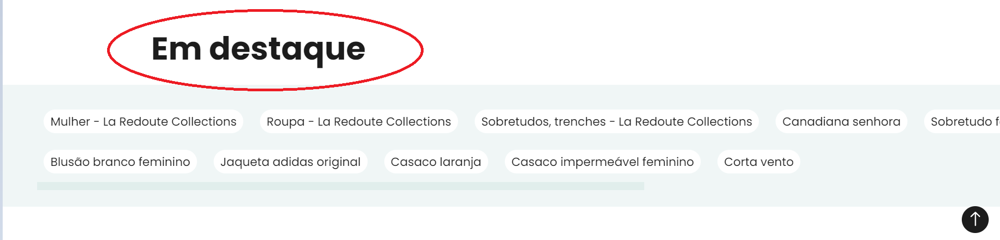 Em destaque
Mulher - La Redoute Collections Roupa - La Redoute Collections Sobretudos, trenches - La Redoute Collections Canadiana senhora Sobretudo
Blusão branco feminino Jaqueta adidas original Casaco laranja Casaco impermeável feminino Corta vento